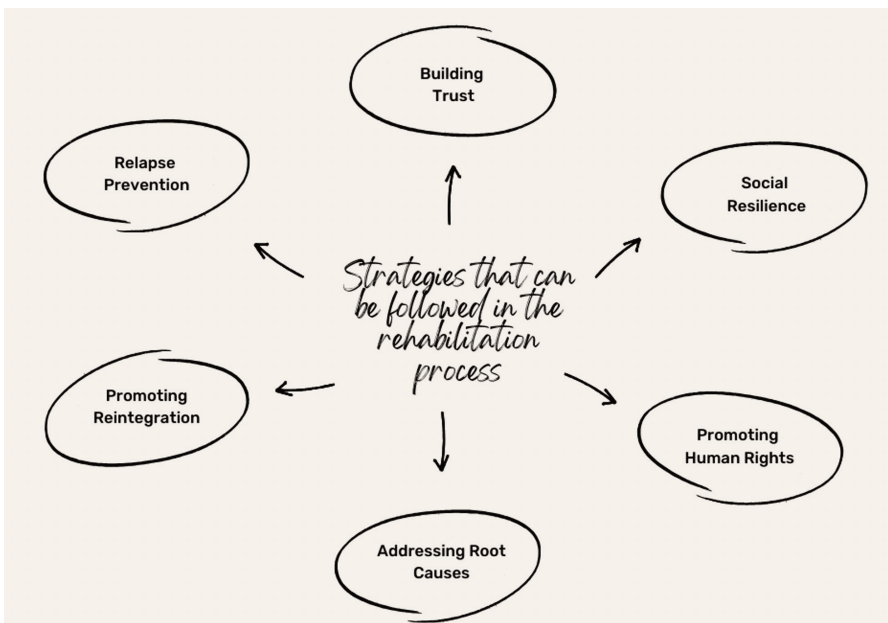 Building
Trust
Relapse
Prevention
Social
Resilience
Strategies that can
be followed in the
rehabilitation
process
Promoting
Reintegration
Promoting
Human Rights
Addressing Root
Causes